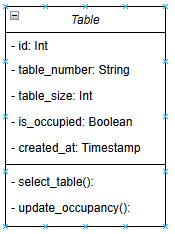 Table
- id: Int
- table_number: String
- table_size: Int
- is_occupied: Boolean
- created_at: Timestamp
- select_table():
- update_occupancy():